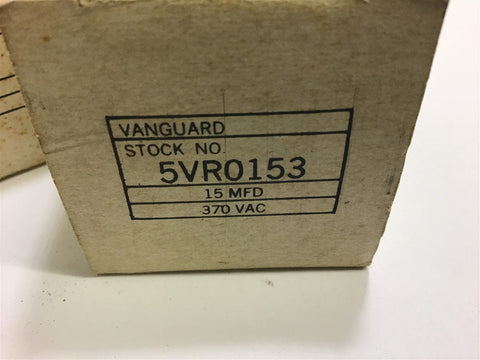 VANGUARD
STOCK NO.
5VR0153
15 MFD
370 VAC